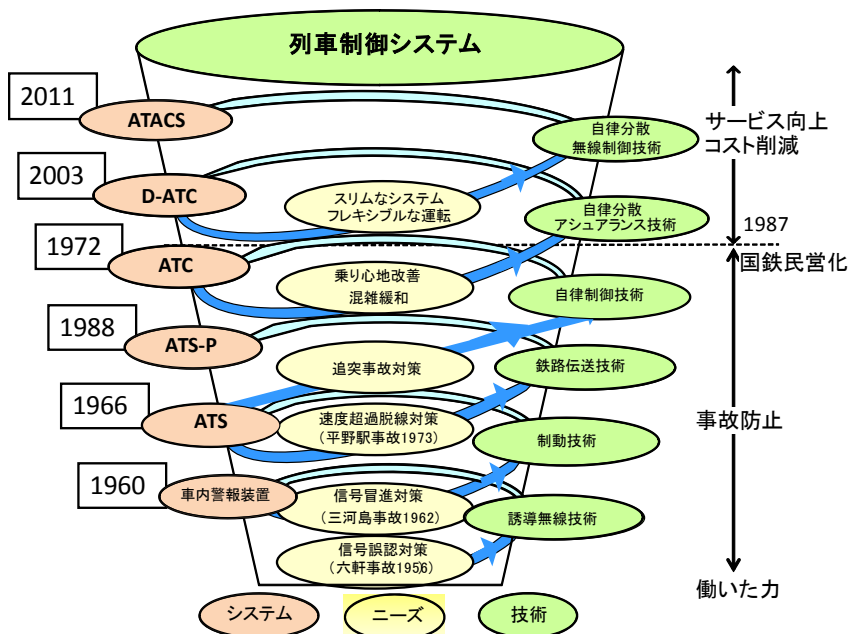 列車制御システム
2011
ATACS
自律分散
無線制御技術
サービス向上
コスト削減
2003
D-ATC
スリムなシステム
フレキシブルな運転
自律分散
アシュアランス技術
1987
国鉄民営化
1972
ATC
乗り心地改善
混雑緩和
自律制御技術
1988
ATS-P
追突事故対策
鉄路伝送技術
1966
ATS
速度超過脱線対策
(平野駅事故1973)
制動技術
事故防止
1960
車内警報装置
信号冒進対策
(三河島事故1962)
誘導無線技術
信号誤認対策
(六軒事故1956)
働いた力
システム
ニーズ
技術